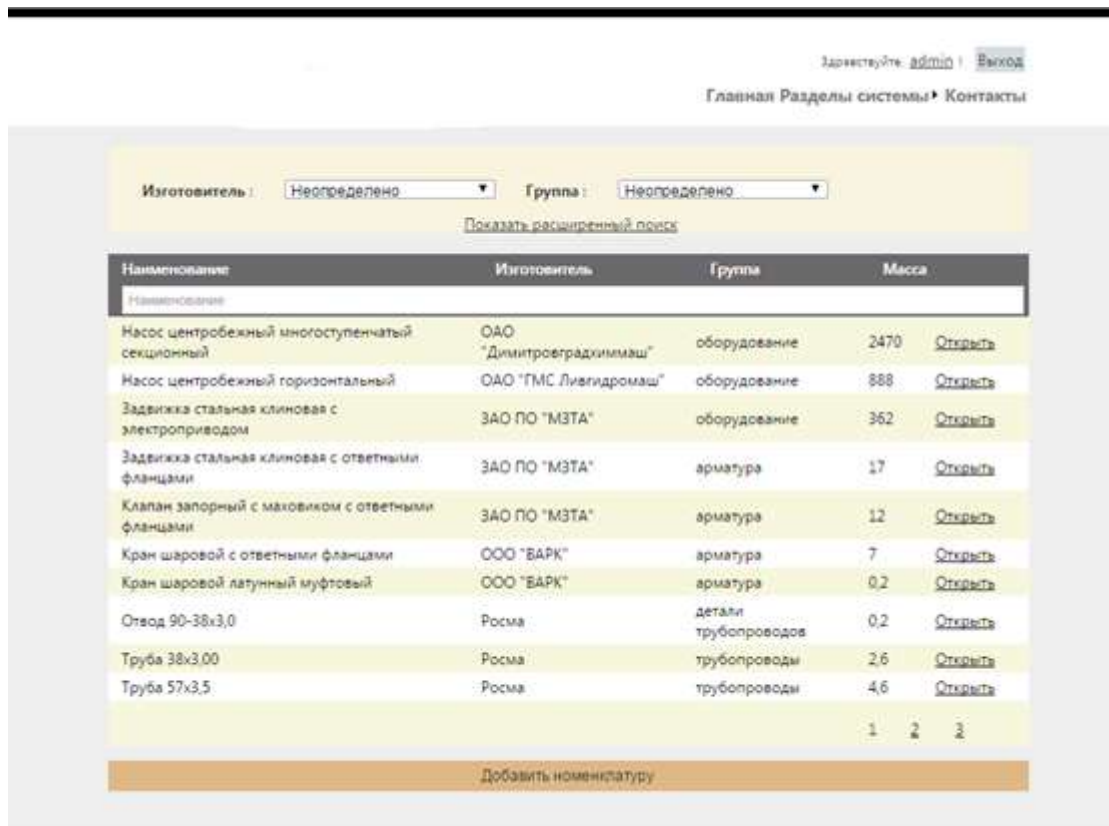 Здравствуйте, admin ! Выход
Главная Разделы системы Контакты
Изготовитель : Неопределено Группа : Неопределено
Показать расширенный поиск
Наименование Изготовитель Группа Масса
Наименование
Насос центробежный многоступенчатый секционный ОАО "Димитровградхиммаш" оборудование 2470 Открыть
Насос центробежный горизонтальный ОАО "ГМС Ливгидромаш" оборудование 888 Открыть
Задвижка стальная клиновая с электроприводом ЗАО ПО "МЗТА" оборудование 362 Открыть
Задвижка стальная клиновая с ответными фланцами ЗАО ПО "МЗТА" арматура 17 Открыть
Клапан запорный с маховиком с ответными фланцами ЗАО ПО "МЗТА" арматура 12 Открыть
Кран шаровой с ответными фланцами ООО "ВАРК" арматура 7 Открыть
Кран шаровой латунный муфтовый ООО "ВАРК" арматура 0,2 Открыть
Отвод 90-38х3,0 Росма детали трубопроводов 0,2 Открыть
Труба 38х3,00 Росма трубопроводы 2,6 Открыть
Труба 57х3,5 Росма трубопроводы 4,6 Открыть
1 2 3
Добавить номенклатуру